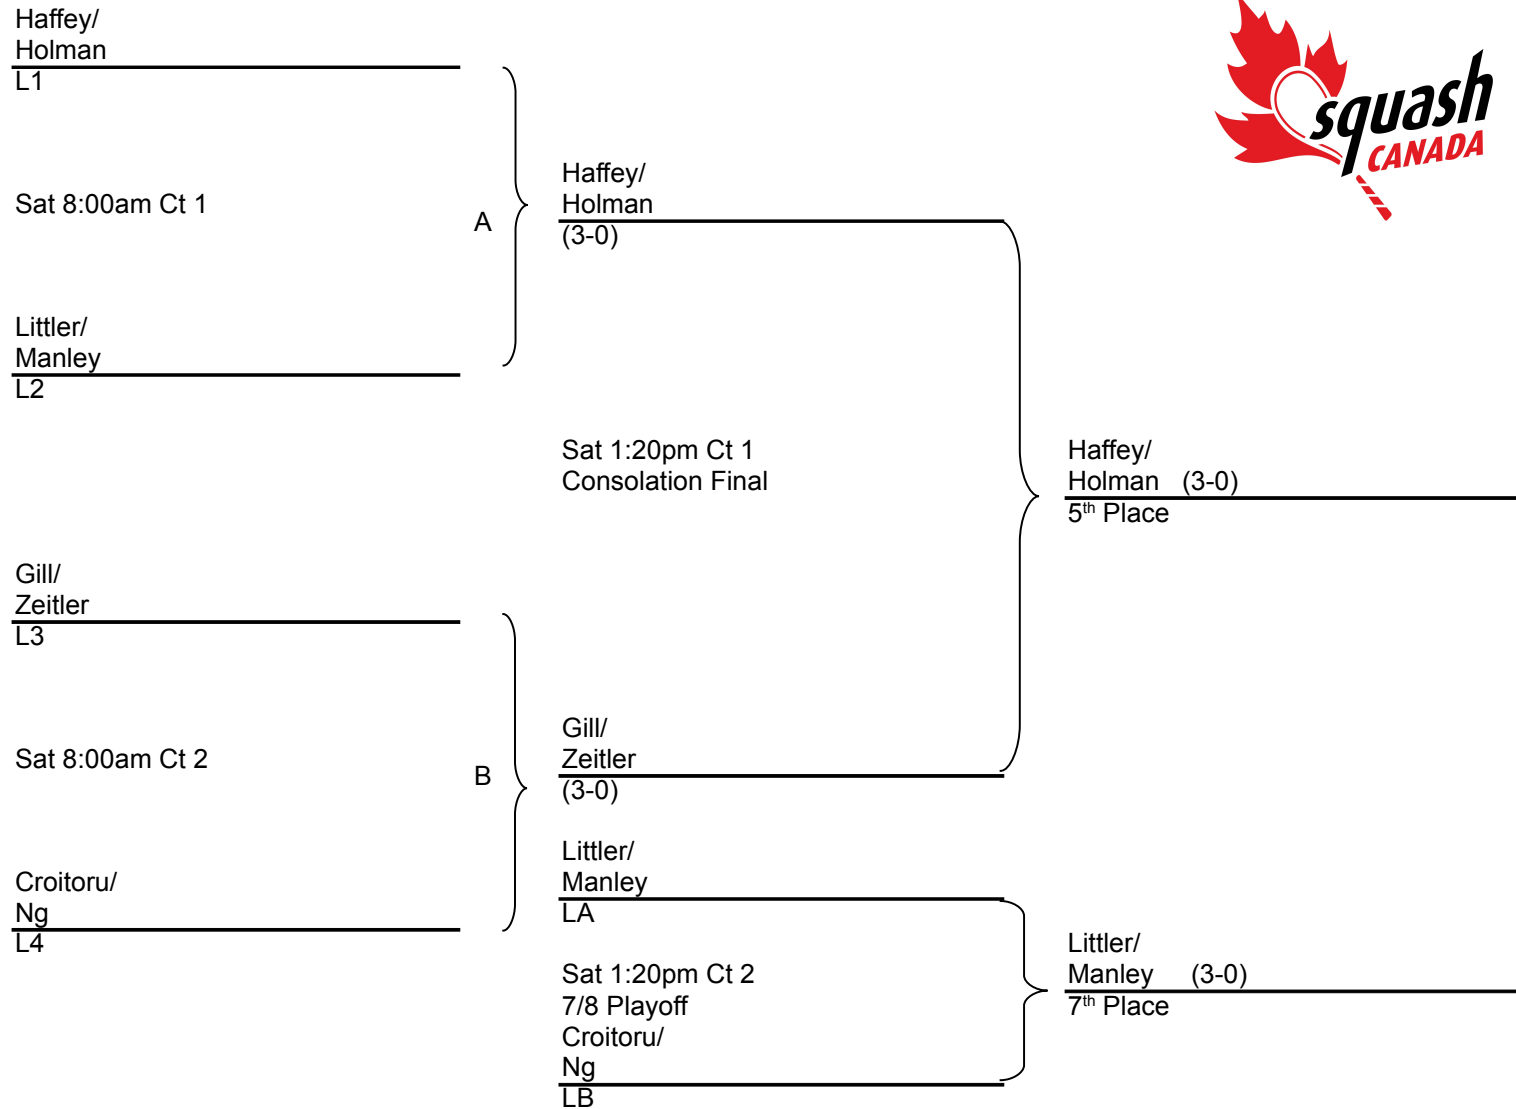 Haffey/
Holman
L1
Sat 8:00am Ct 1
A
Littler/
Manley
L2
Gill/
Zeitler
L3
Sat 8:00am Ct 2
B
Croitoru/
Ng
L4
Haffey/
Holman
(3-0)
Sat 1:20pm Ct 1
Consolation Final
Gill/
Zeitler
(3-0)
Littler/
Manley
LA
Sat 1:20pm Ct 2
7/8 Playoff
Croitoru/
Ng
LB
squash
CANADA
Haffey/
Holman (3-0)
5th Place
Littler/
Manley (3-0)
7th Place